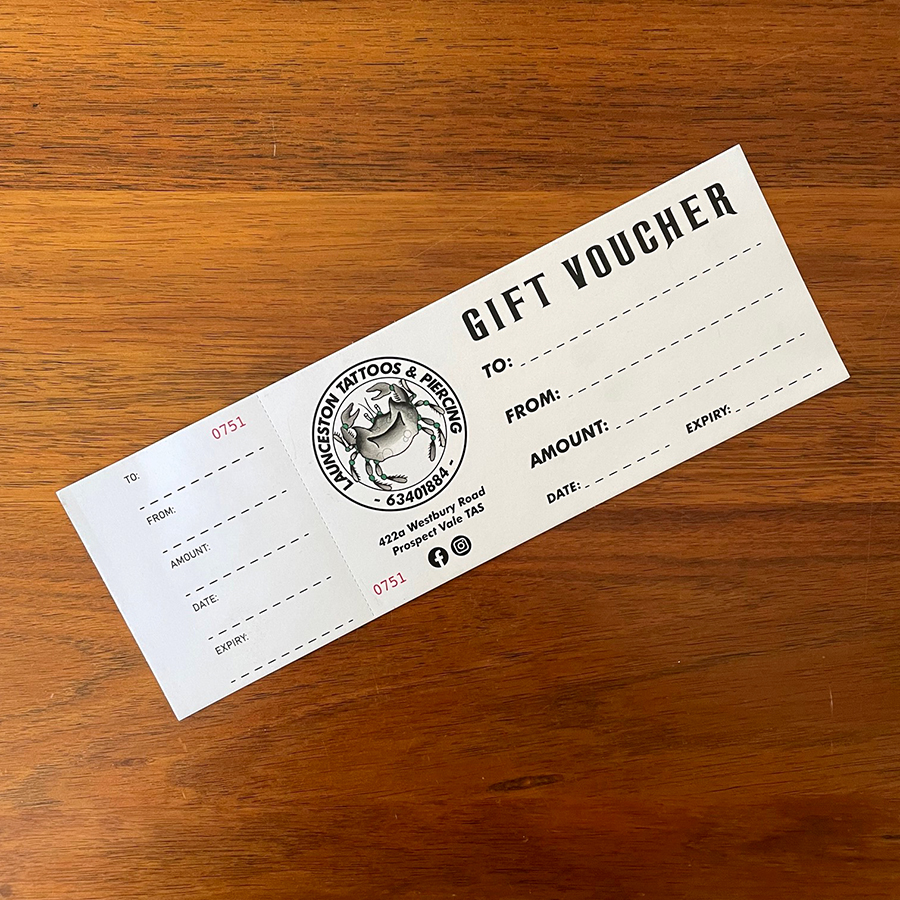 0751
TO:
FROM:
AMOUNT:
DATE:
EXPIRY:
LAUNCESTON TATTOOS & PIERCING
- 63401884 -
422a Westbury Road
Prospect Vale TAS
0751
GIFT VOUCHER
TO:
FROM:
AMOUNT:
DATE: EXPIRY: